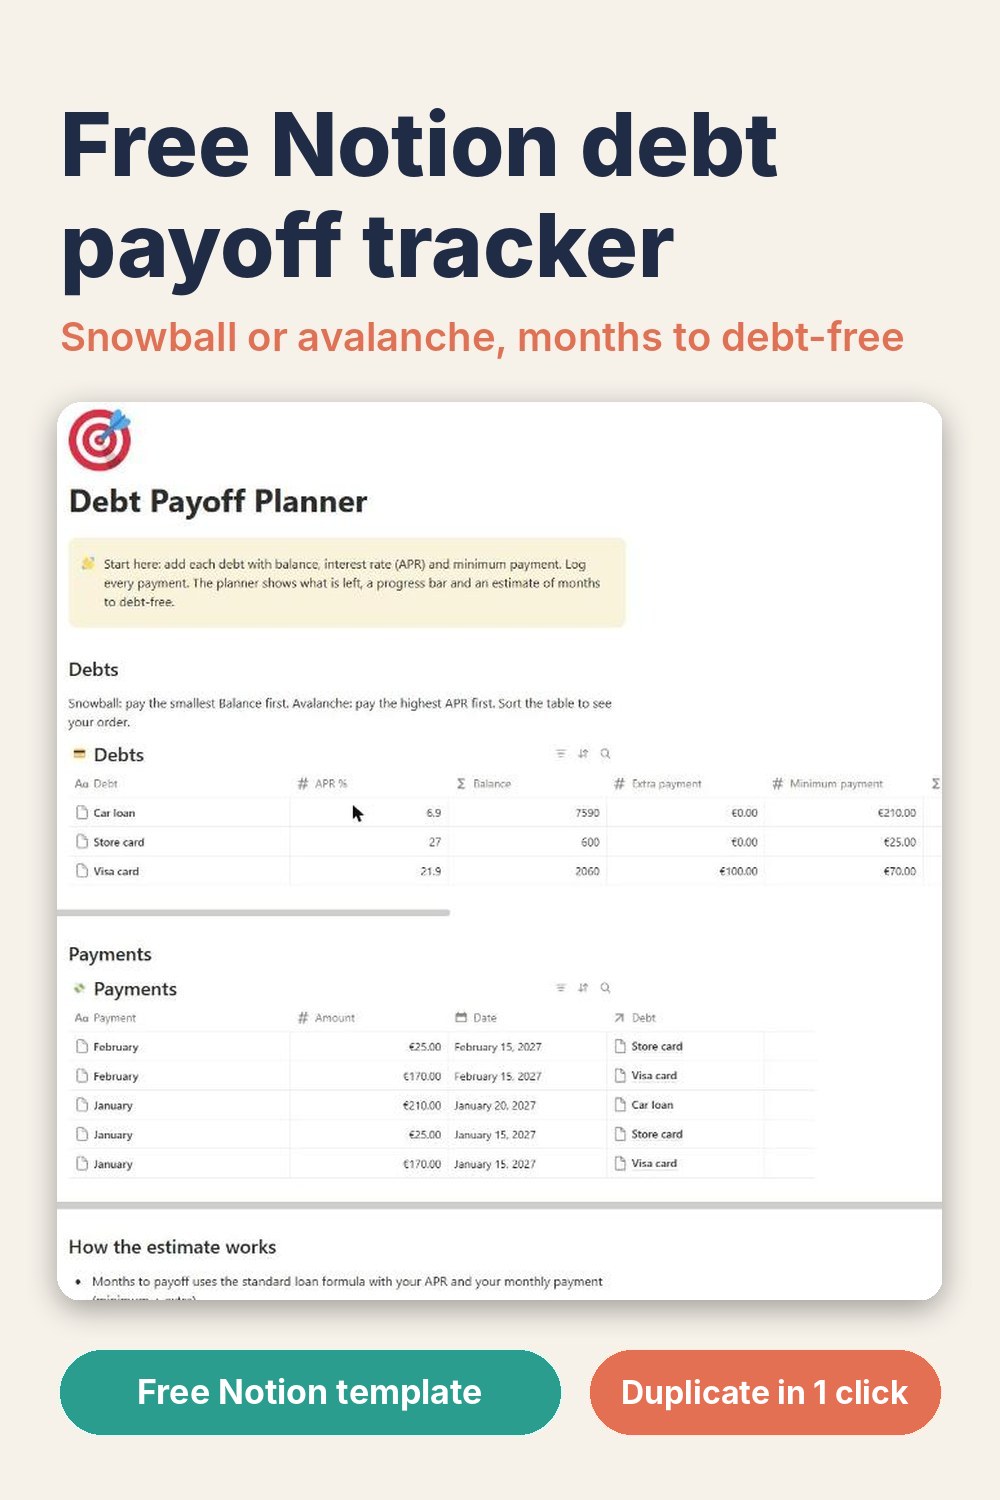 Free Notion debt
payoff tracker
Snowball or avalanche, months to debt-free
Debt Payoff Planner
Start here: add each debt with balance, interest rate (APR) and minimum payment. Log
every payment. The planner shows what is left, a progress bar and an estimate of months
to debt-free.
Debts
Snowball: pay the smallest Balance first. Avalanche: pay the highest APR first. Sort the table to see
your order.
Debts
Aa Debt # APR % Σ Balance # Extra payment # Minimum payment Σ
Car loan 6.9 7590 €0.00 €210.00
Store card 27 600 €0.00 €25.00
Visa card 21.9 2060 €100.00 €70.00
Payments
Payments
Aa Payment # Amount Date Debt
February €25.00 February 15, 2027 Store card
February €170.00 February 15, 2027 Visa card
January €210.00 January 20, 2027 Car loan
January €25.00 January 15, 2027 Store card
January €170.00 January 15, 2027 Visa card
How the estimate works
• Months to payoff uses the standard loan formula with your APR and your monthly payment
Free Notion template
Duplicate in 1 click